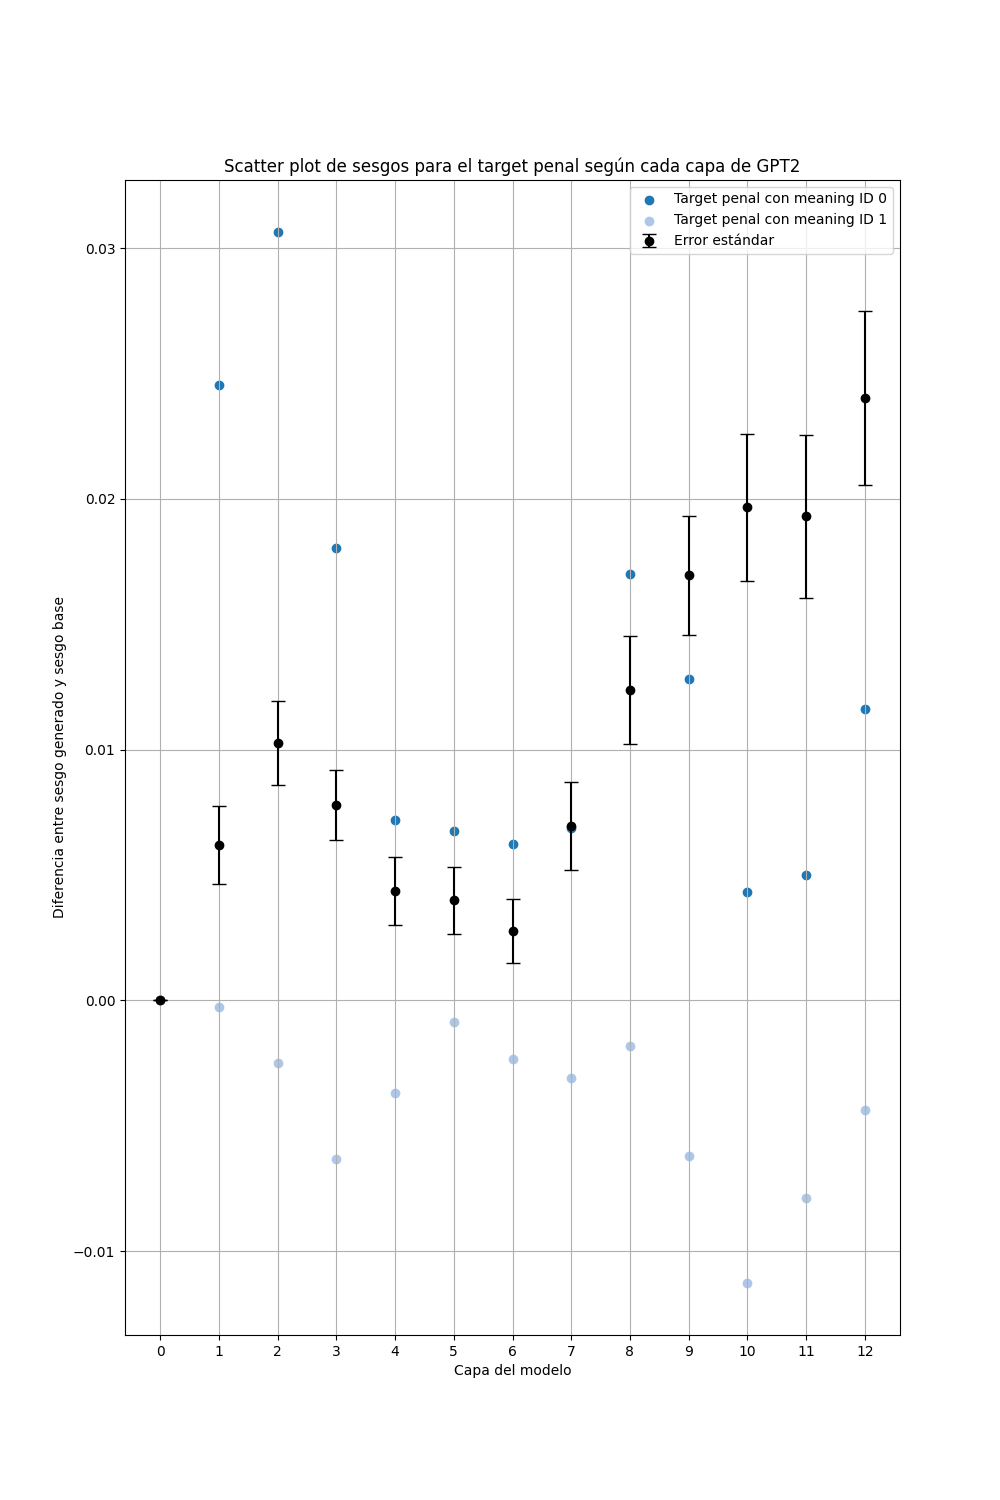 Scatter plot de sesgos para el target penal según cada capa de GPT2
Target penal con meaning ID 0
Target penal con meaning ID 1
Error estándar
Diferencia entre sesgo generado y sesgo base
0.03
0.02
0.01
0.00
−0.01
0 1 2 3 4 5 6 7 8 9 10 11 12
Capa del modelo